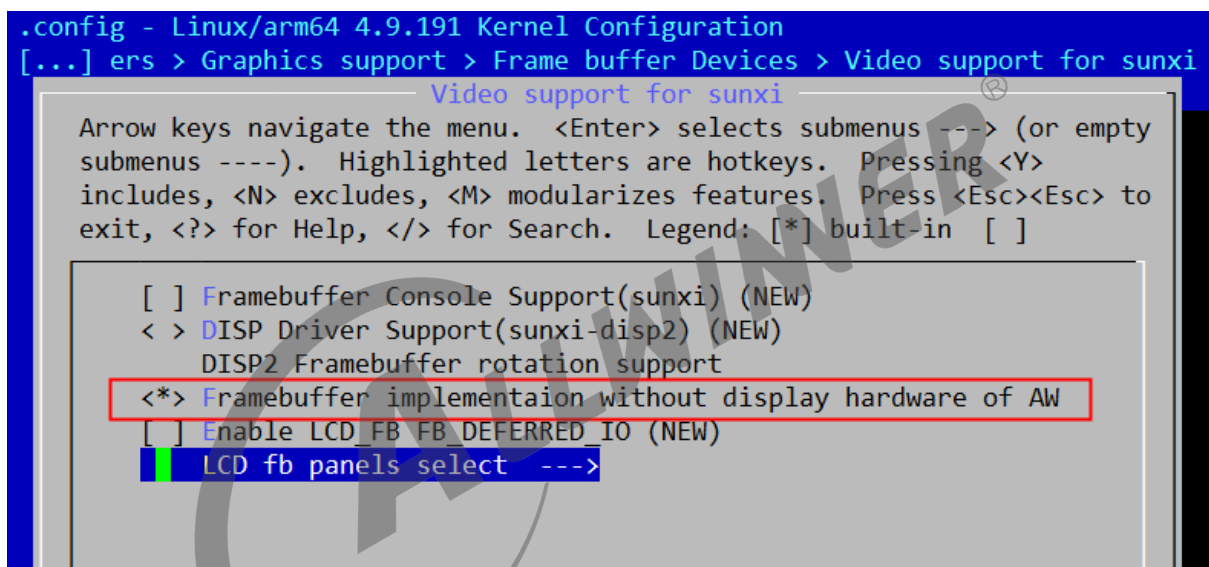 .config - Linux/arm64 4.9.191 Kernel Configuration
[...] ers > Graphics support > Frame buffer Devices > Video support for sunxi
Video support for sunxi
Arrow keys navigate the menu.  <Enter> selects submenus ---> (or empty
submenus ----).  Highlighted letters are hotkeys.  Pressing <Y>
includes, <N> excludes, <M> modularizes features.  Press <Esc><Esc> to
exit, <?> for Help, </> for Search.  Legend: [*] built-in  [ ]
[ ] Framebuffer Console Support(sunxi) (NEW)
< > DISP Driver Support(sunxi-disp2) (NEW)
DISP2 Framebuffer rotation support
<*> Framebuffer implementaion without display hardware of AW
[ ] Enable LCD_FB FB_DEFERRED_IO (NEW)
LCD fb panels select  --->
ALLWINNER®